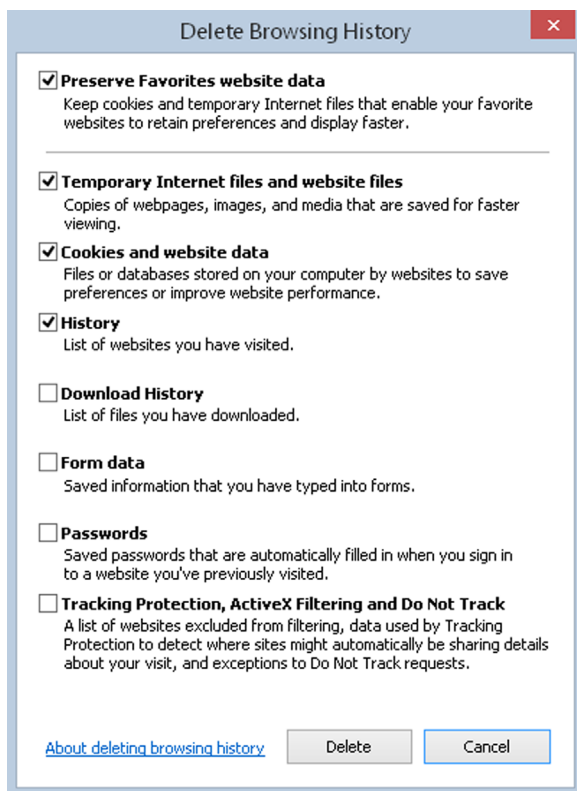 Delete Browsing History
Preserve Favorites website data
Keep cookies and temporary Internet files that enable your favorite
websites to retain preferences and display faster.
Temporary Internet files and website files
Copies of webpages, images, and media that are saved for faster
viewing.
Cookies and website data
Files or databases stored on your computer by websites to save
preferences or improve website performance.
History
List of websites you have visited.
Download History
List of files you have downloaded.
Form data
Saved information that you have typed into forms.
Passwords
Saved passwords that are automatically filled in when you sign in
to a website you've previously visited.
Tracking Protection, ActiveX Filtering and Do Not Track
A list of websites excluded from filtering, data used by Tracking
Protection to detect where sites might automatically be sharing details
about your visit, and exceptions to Do Not Track requests.
About deleting browsing history Delete Cancel